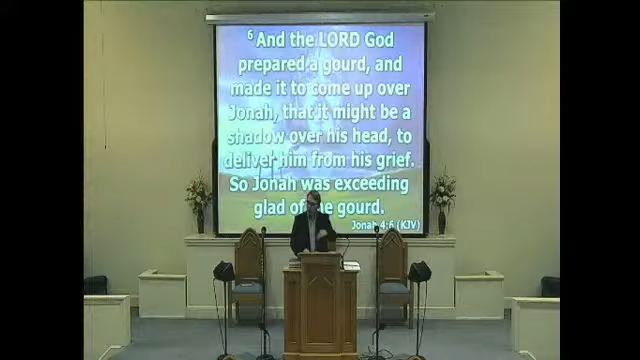 6 And the LORD God
prepared a gourd, and
made it to come up over
Jonah, that it might be a
shadow over his head, to
deliver him from his grief.
So Jonah was exceeding
glad of the gourd.
Jonah 4:6 (KJV)